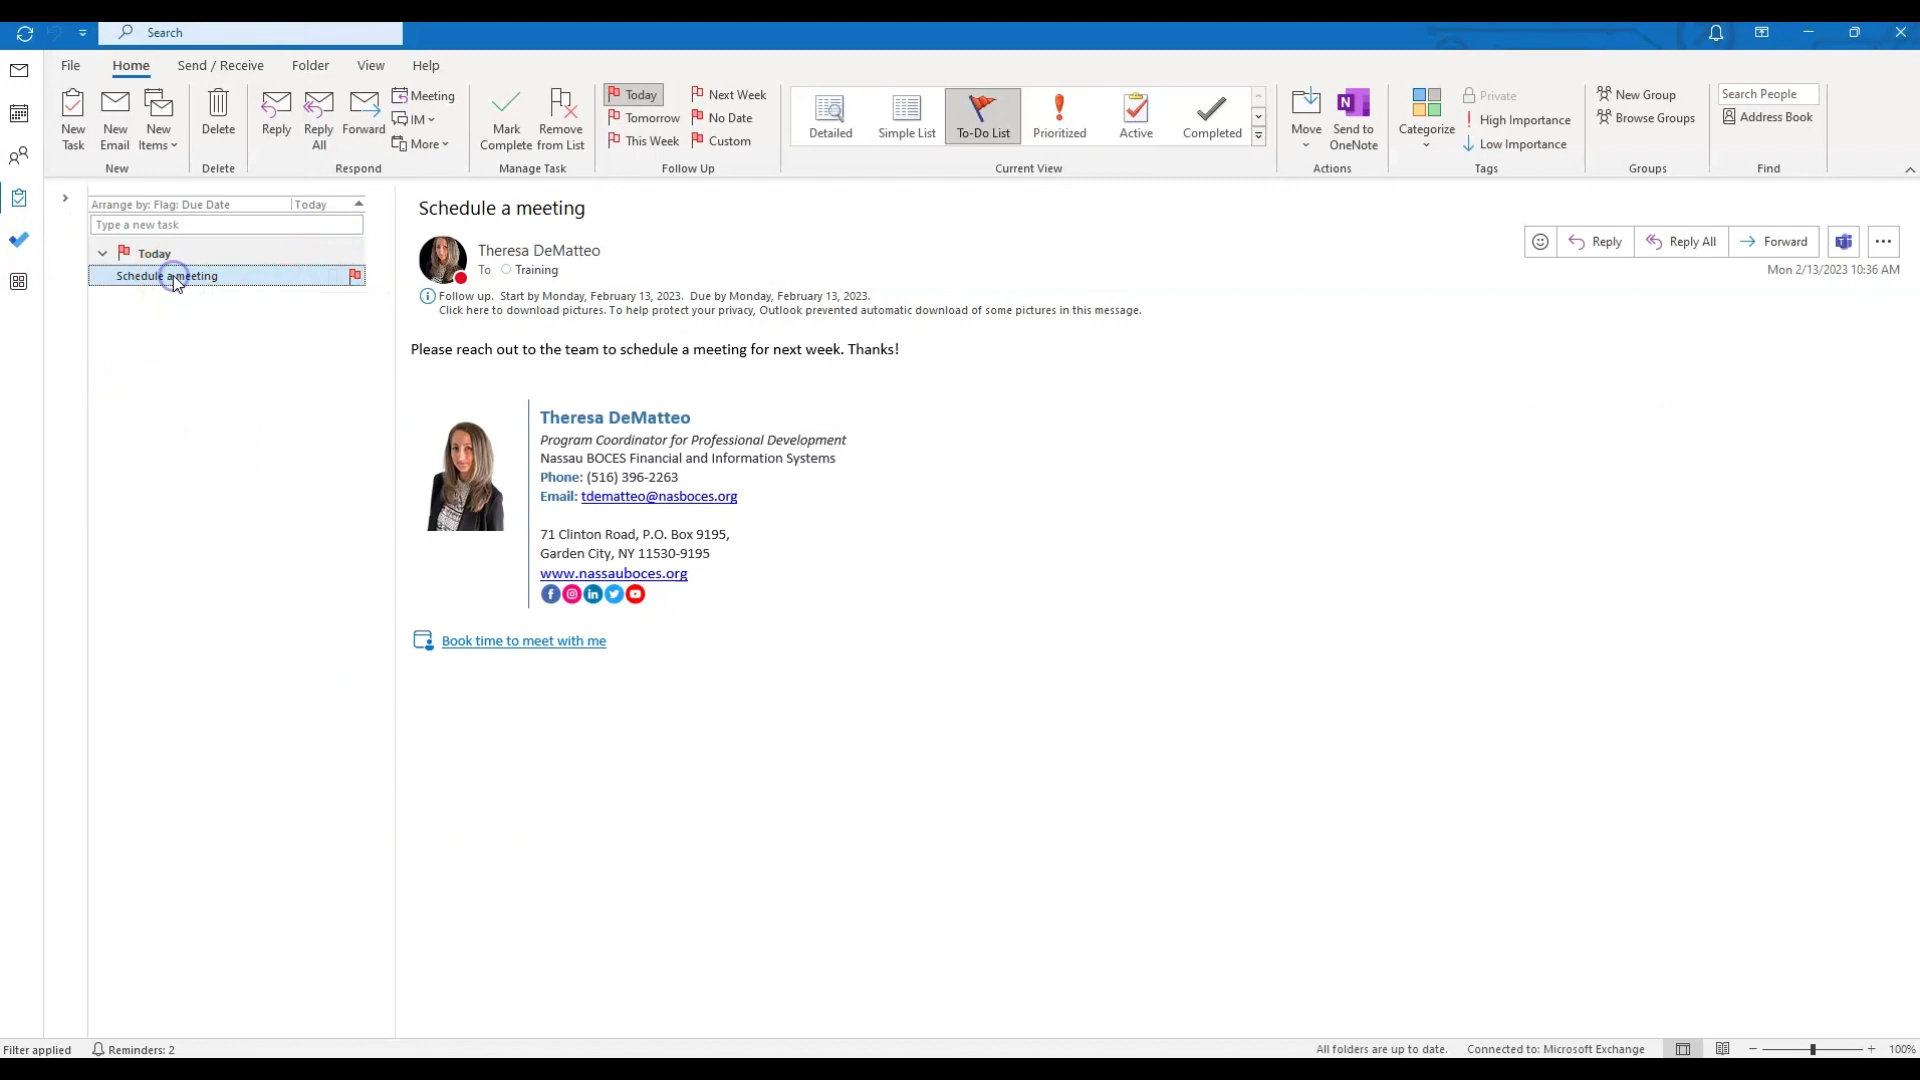 Search
File Home Send / Receive Folder View Help
New Task
New Email
New Items
New
Delete
Delete
Reply
Reply All
Forward
Meeting
IM
More
Respond
Mark Complete
Remove from List
Manage Task
Today
Tomorrow
This Week
Next Week
No Date
Custom
Follow Up
Detailed
Simple List
To-Do List
Prioritized
Active
Completed
Current View
Move
Send to OneNote
Actions
Categorize
Private
High Importance
Low Importance
Tags
New Group
Browse Groups
Groups
Search People
Address Book
Find
Arrange by: Flag: Due Date Today
Type a new task
Today
Schedule a meeting
Schedule a meeting
Theresa DeMatteo
To Training
Reply Reply All Forward
Mon 2/13/2023 10:36 AM
Follow up. Start by Monday, February 13, 2023. Due by Monday, February 13, 2023.
Click here to download pictures. To help protect your privacy, Outlook prevented automatic download of some pictures in this message.
Please reach out to the team to schedule a meeting for next week. Thanks!
Theresa DeMatteo
Program Coordinator for Professional Development
Nassau BOCES Financial and Information Systems
Phone: (516) 396-2263
Email: tdematteo@nasboces.org
71 Clinton Road, P.O. Box 9195,
Garden City, NY 11530-9195
www.nassauboces.org
Book time to meet with me
Filter applied Reminders: 2 All folders are up to date. Connected to: Microsoft Exchange 100%